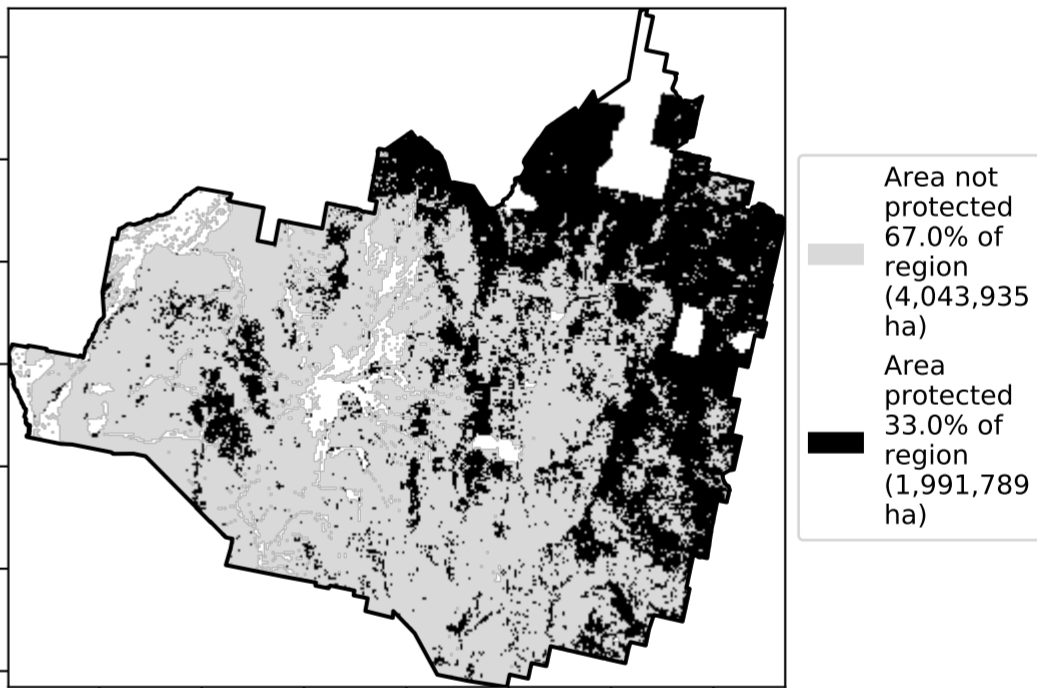 Area not
protected
67.0% of
region
(4,043,935
ha)
Area
protected
33.0% of
region
(1,991,789
ha)